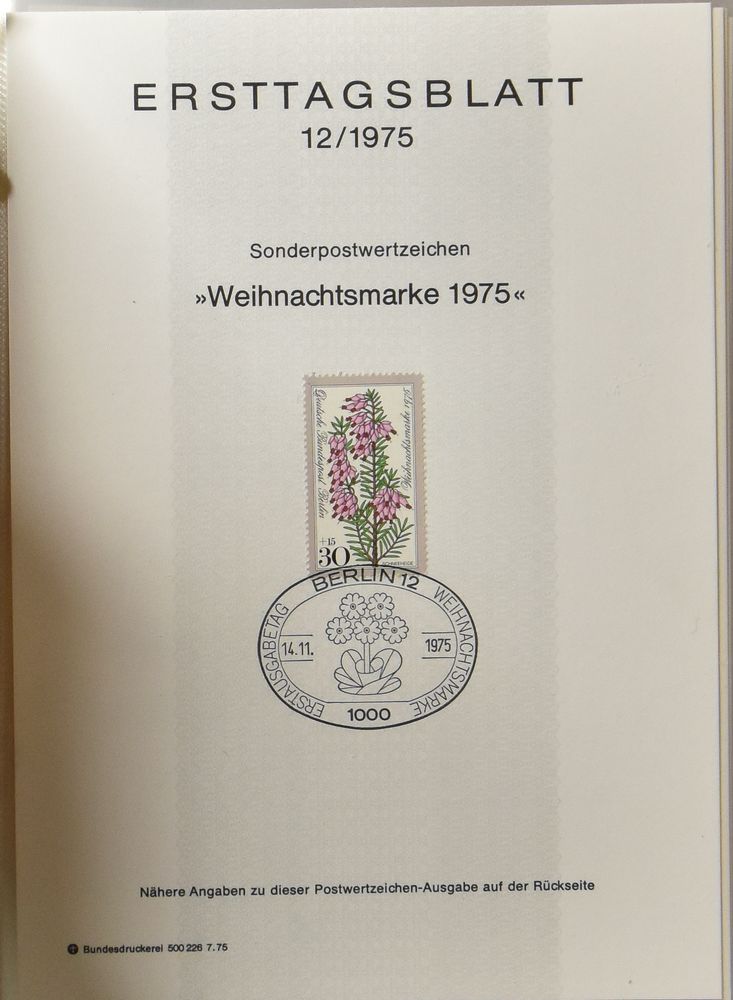 ERSTTAGSBLATT
12/1975
Sonderpostwertzeichen
»Weihnachtsmarke 1975«
Deutsche Bundespost Berlin
Weihnachtsmarke 1975
+15
30
SCHNEEHEIDE
BERLIN 12
ERSTAUSGABETAG
WEIHNACHTSMARKE
14.11.
1975
1000
Nähere Angaben zu dieser Postwertzeichen-Ausgabe auf der Rückseite
Bundesdruckerei 500 226 7.75